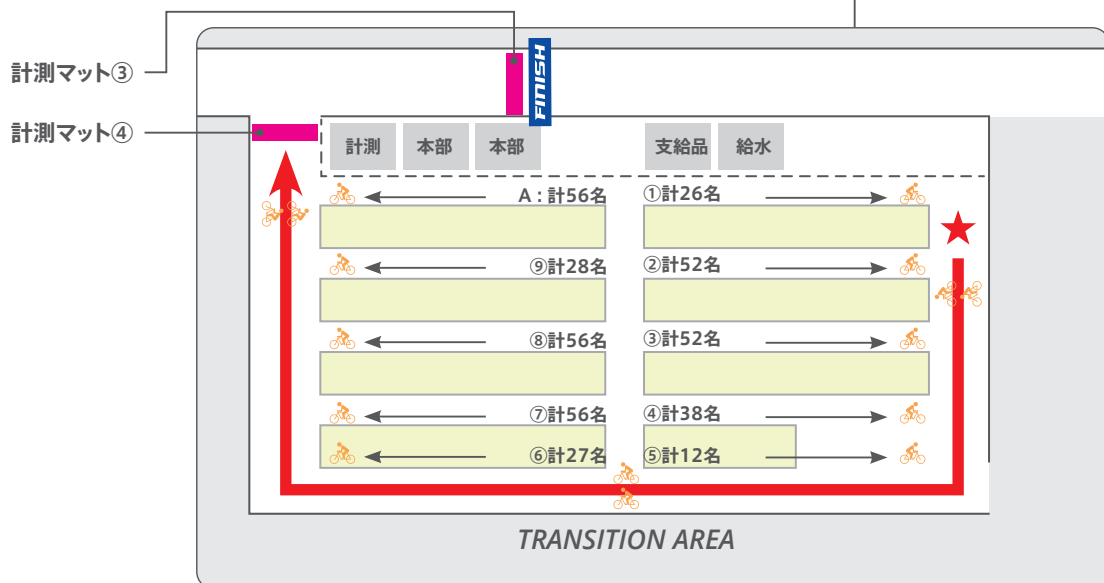 計測マット③
計測マット④
FINISH
計測 本部 本部 支給品 給水
A:計56名 ①計26名
⑨計28名 ②計52名
⑧計56名 ③計52名
⑦計56名 ④計38名
⑥計27名 ⑤計12名
TRANSITION AREA